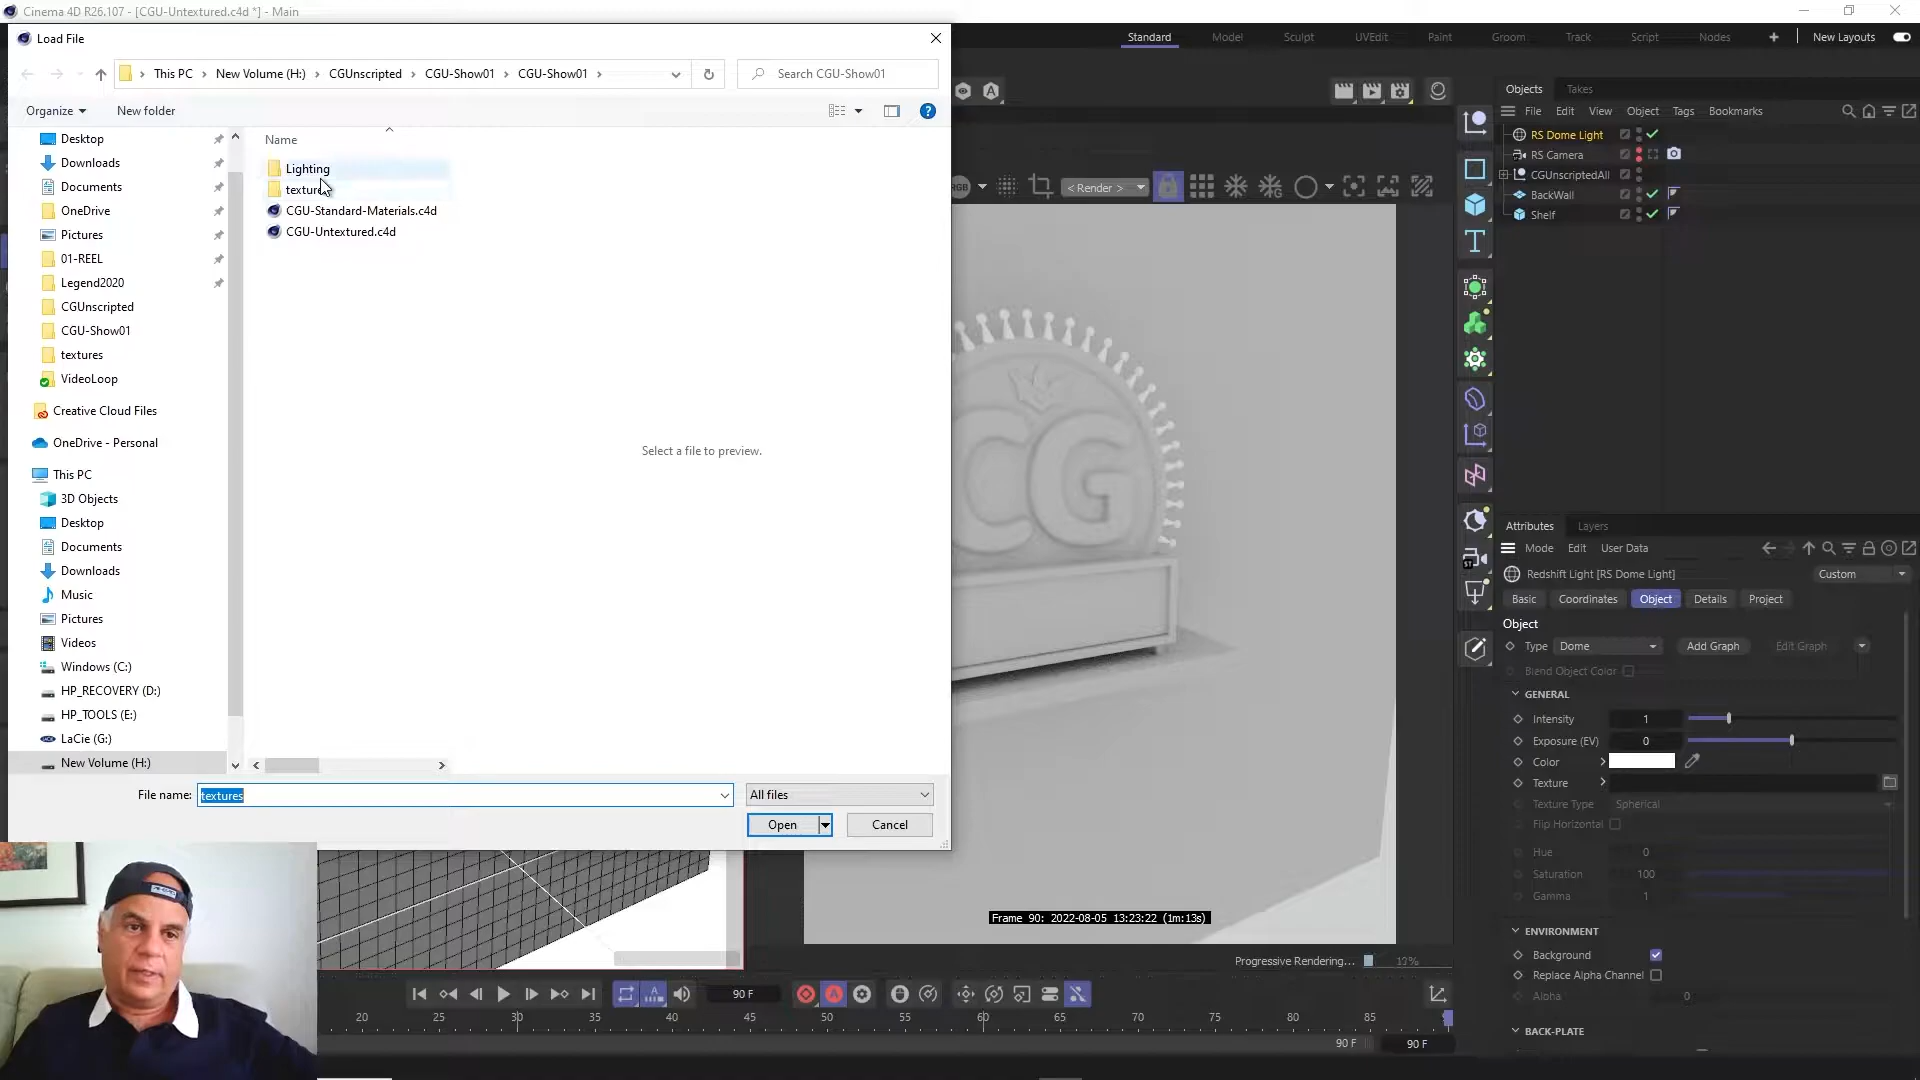 Cinema 4D R26.107 - [CGU-Untextured.c4d *] - Main
Load File
This PC > New Volume (H:) > CGUnscripted > CGU-Show01 > CGU-Show01 >
Search CGU-Show01
Organize
New folder
Desktop
Downloads
Documents
OneDrive
Pictures
01-REEL
Legend2020
CGUnscripted
CGU-Show01
textures
VideoLoop
Creative Cloud Files
OneDrive - Personal
This PC
3D Objects
Desktop
Documents
Downloads
Music
Pictures
Videos
Windows (C:)
HP_RECOVERY (D:)
HP_TOOLS (E:)
LaCie (G:)
New Volume (H:)
Name
Lighting
textures
CGU-Standard-Materials.c4d
CGU-Untextured.c4d
Select a file to preview.
File name: textures
All files
Open
Cancel
Standard Model Sculpt UVEdit Paint Groom Track Script Nodes New Layouts
< Render >
CG
Frame 90: 2022-08-05 13:23:22 (1m:13s)
Progressive Rendering...
Objects Takes
File Edit View Object Tags Bookmarks
RS Dome Light
RS Camera
CGUnscriptedAll
BackWall
Shelf
Attributes Layers
Mode Edit User Data
Redshift Light [RS Dome Light]
Custom
Basic Coordinates Object Details Project
Object
Type Dome Add Graph Edit Graph
Blend Object Color
GENERAL
Intensity 1
Exposure (EV) 0
Color
Texture
Texture Type Spherical
Flip Horizontal
Hue 0
Saturation 100
Gamma 1
ENVIRONMENT
Background
Replace Alpha Channel
Alpha 0
BACK-PLATE
90 F
20 25 30 35 40 45 50 55 60 65 70 75 80 85
90 F 90 F